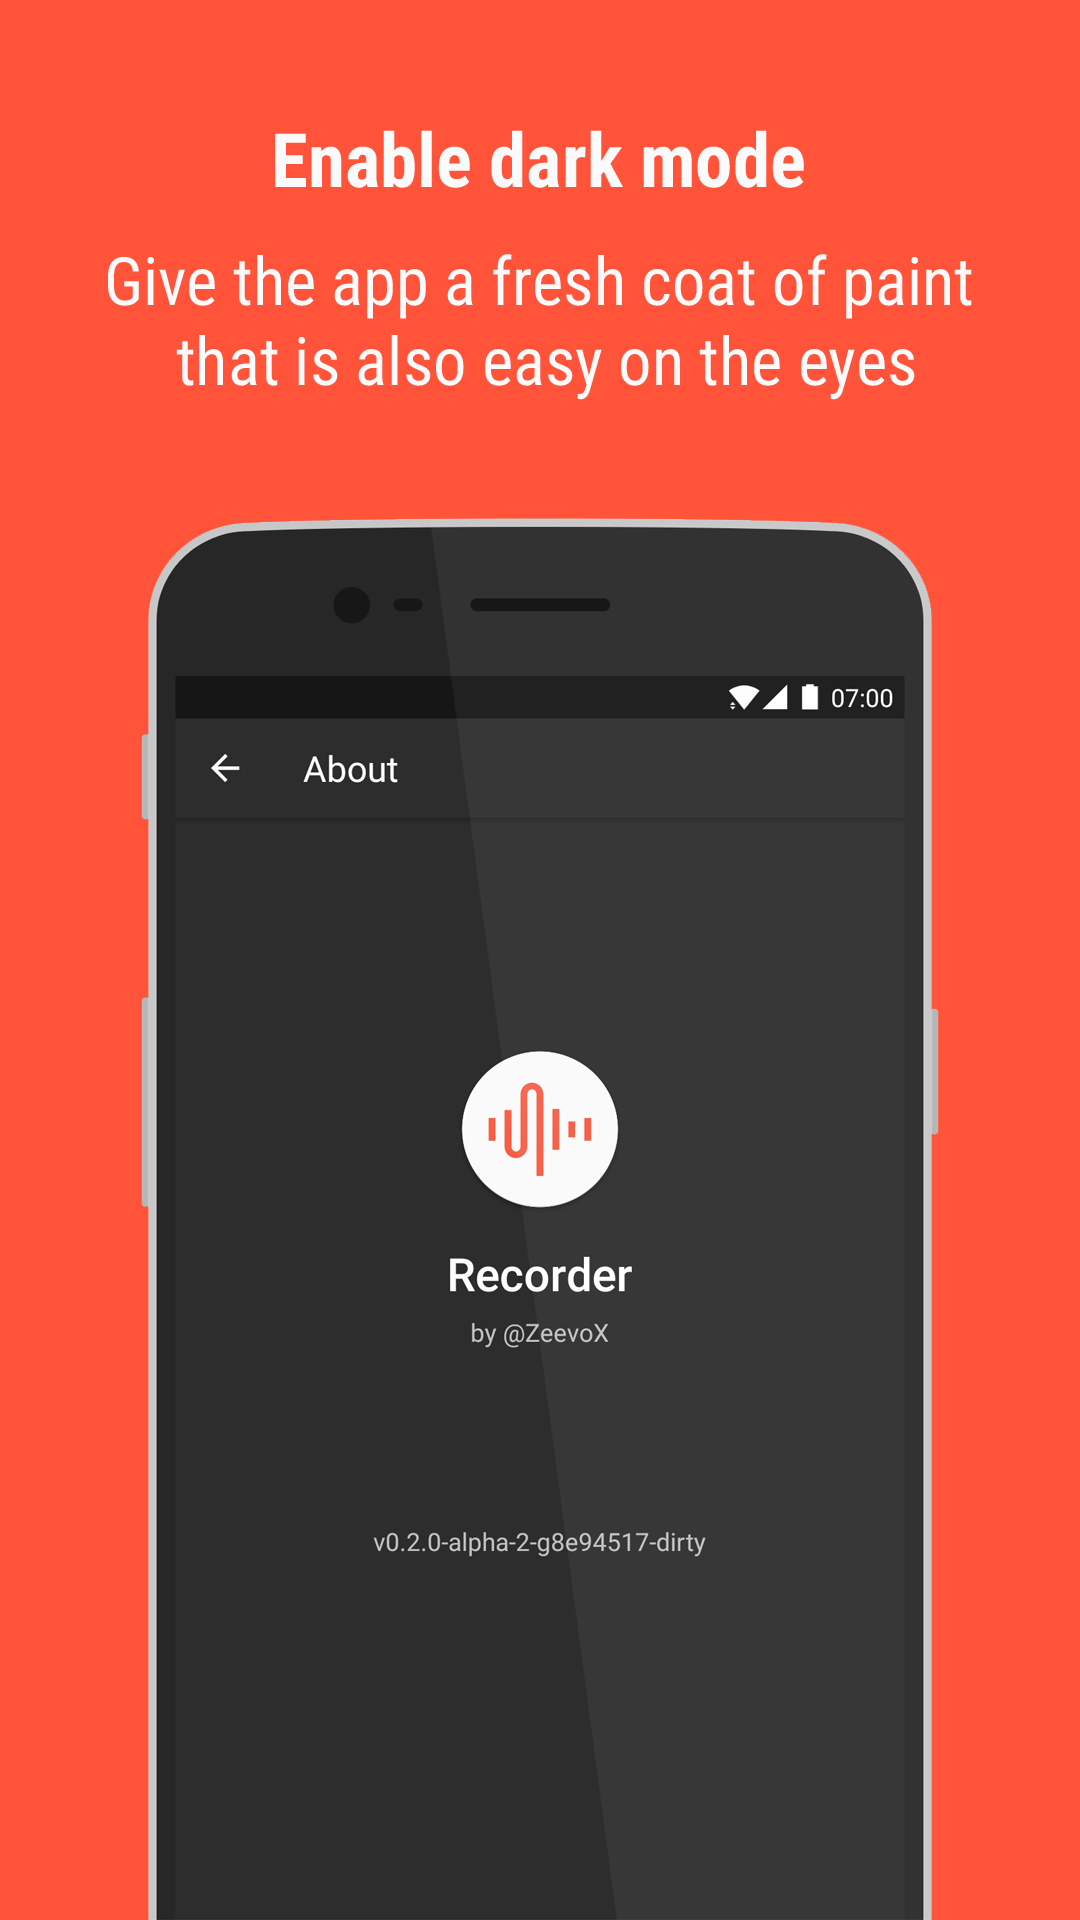 Enable dark mode
Give the app a fresh coat of paint
that is also easy on the eyes
07:00
About
Recorder
by @ZeevoX
v0.2.0-alpha-2-g8e94517-dirty